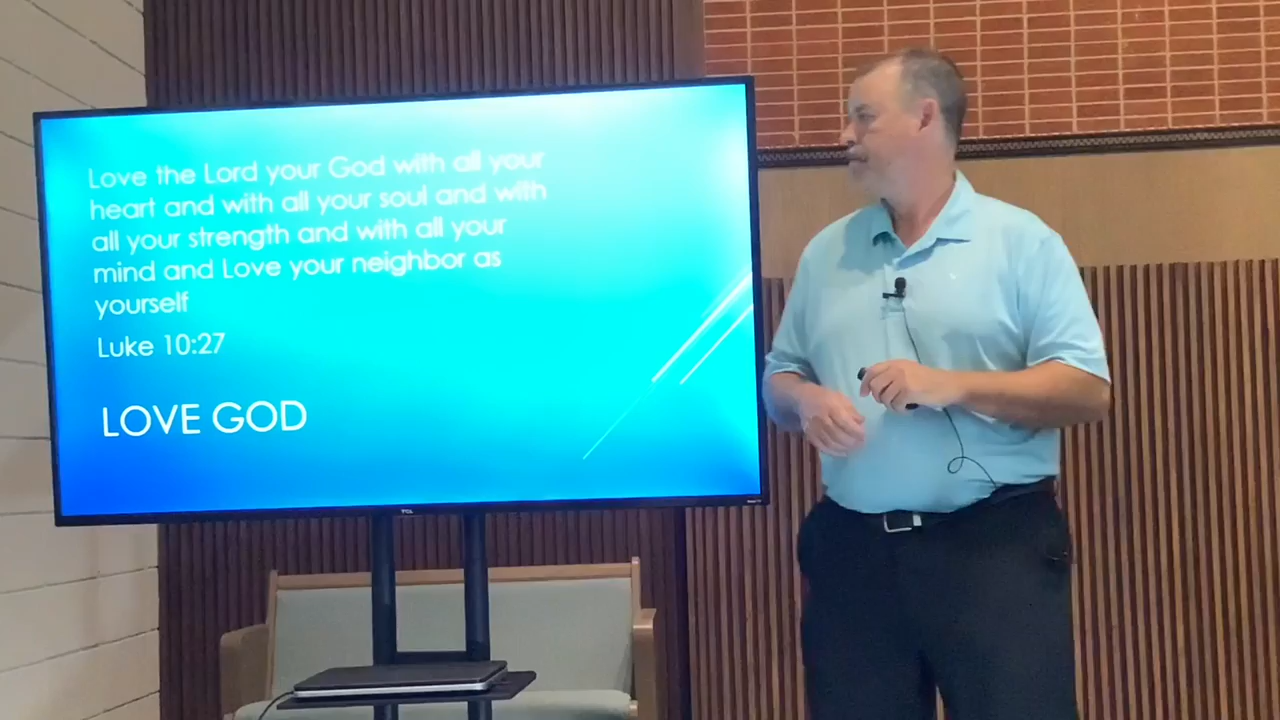 Love the Lord your God with all your
heart and with all your soul and with
all your strength and with all your
mind and Love your neighbor as
yourself
Luke 10:27
LOVE GOD
TCL